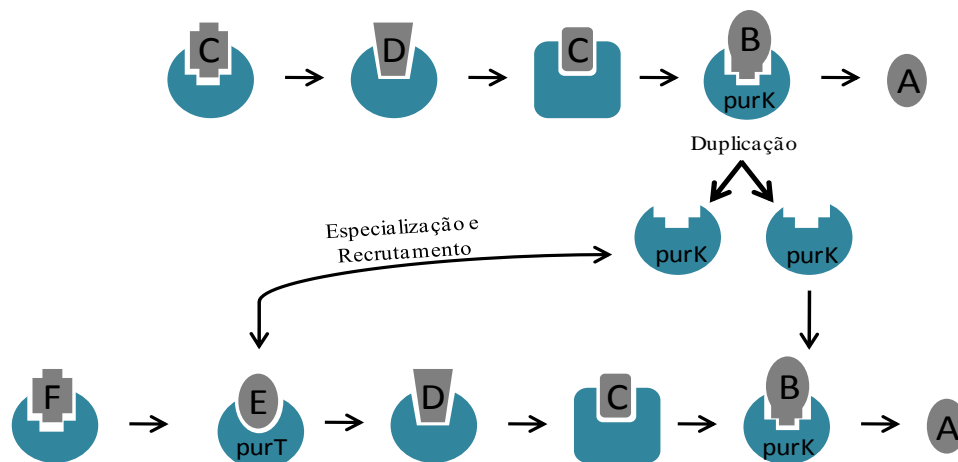 C
D
C
B
A
purK
Duplicação
Especialização e
Recrutamento
purK
purK
F
E
D
C
B
A
purT
purK